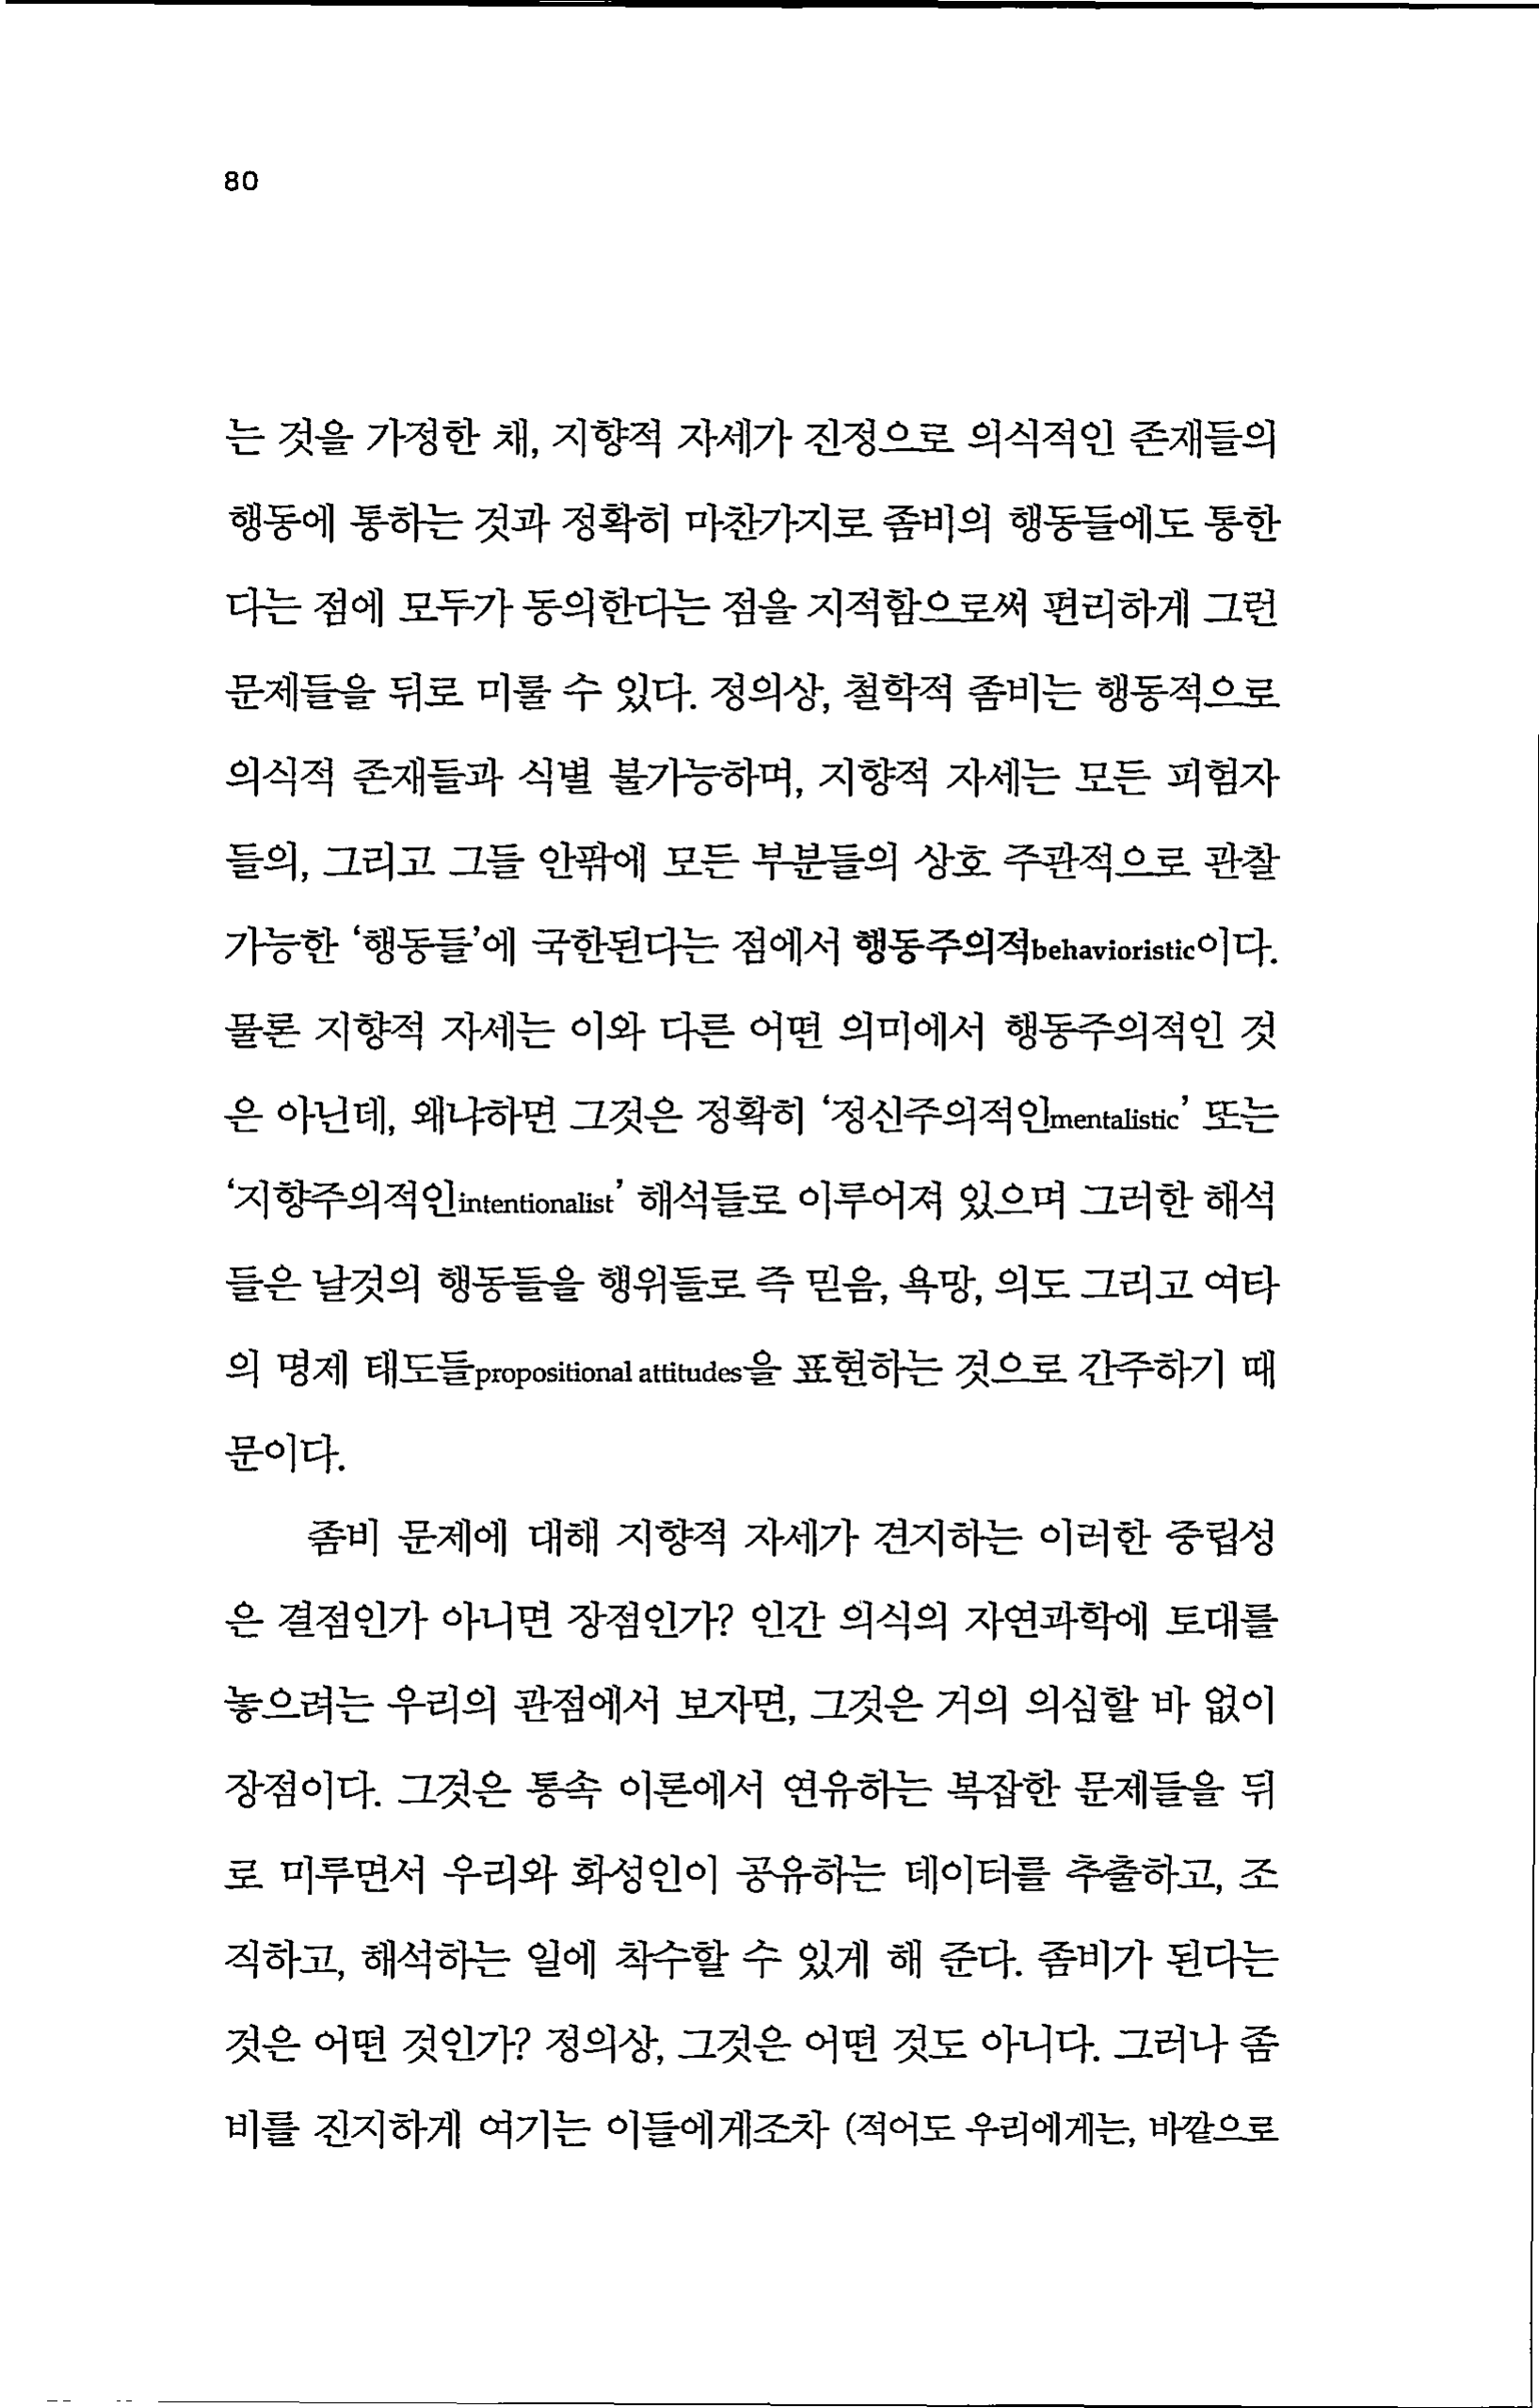 80
는 것을 가정한 채, 지향적 자세가 진정으로 의식적인 존재들의
행동에 통하는 것과 정확히 마찬가지로 좀비의 행동들에도 통한
다는 점에 모두가 동의한다는 점을 지적함으로써 편리하게 그런
문제들을 뒤로 미룰 수 있다. 정의상, 철학적 좀비는 행동적으로
의식적 존재들과 식별 불가능하며, 지향적 자세는 모든 피험자
들의, 그리고 그들 안팎에 모든 부분들의 상호 주관적으로 관찰
가능한 ‘행동들’에 국한된다는 점에서 행동주의적behavioristic이다.
물론 지향적 자세는 이와 다른 어떤 의미에서 행동주의적인 것
은 아닌데, 왜냐하면 그것은 정확히 ‘정신주의적인mentalistic’ 또는
‘지향주의적인intentionalist’ 해석들로 이루어져 있으며 그러한 해석
들은 날것의 행동들을 행위들로 즉 믿음, 욕망, 의도 그리고 여타
의 명제 태도들propositional attitudes을 표현하는 것으로 간주하기 때
문이다.
좀비 문제에 대해 지향적 자세가 견지하는 이러한 중립성
은 결점인가 아니면 장점인가? 인간 의식의 자연과학에 토대를
놓으려는 우리의 관점에서 보자면, 그것은 거의 의심할 바 없이
장점이다. 그것은 통속 이론에서 연유하는 복잡한 문제들을 뒤
로 미루면서 우리와 화성인이 공유하는 데이터를 추출하고, 조
직하고, 해석하는 일에 착수할 수 있게 해 준다. 좀비가 된다는
것은 어떤 것인가? 정의상, 그것은 어떤 것도 아니다. 그러나 좀
비를 진지하게 여기는 이들에게조차 (적어도 우리에게는, 바깥으로